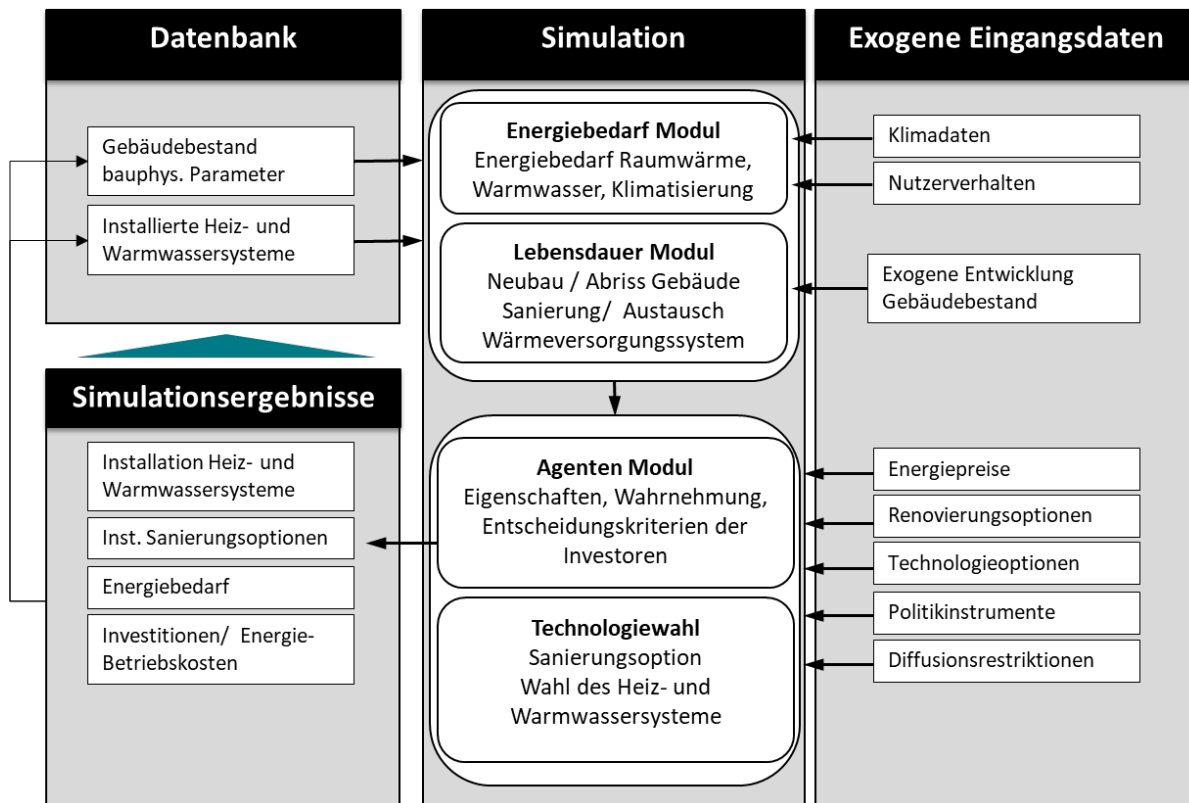 Datenbank
Gebäudebestand
bauphys. Parameter
Installierte Heiz- und
Warmwassersysteme
Simulationsergebnisse
Installation Heiz- und
Warmwassersysteme
Inst. Sanierungsoptionen
Energiebedarf
Investitionen/ Energie-
Betriebskosten
Simulation
Energiebedarf Modul
Energiebedarf Raumwärme,
Warmwasser, Klimatisierung
Lebensdauer Modul
Neubau / Abriss Gebäude
Sanierung/ Austausch
Wärmeversorgungssystem
Agenten Modul
Eigenschaften, Wahrnehmung,
Entscheidungskriterien der
Investoren
Technologiewahl
Sanierungsoption
Wahl des Heiz- und
Warmwassersysteme
Exogene Eingangsdaten
Klimadaten
Nutzerverhalten
Exogene Entwicklung
Gebäudebestand
Energiepreise
Renovierungsoptionen
Technologieoptionen
Politikinstrumente
Diffusionsrestriktionen